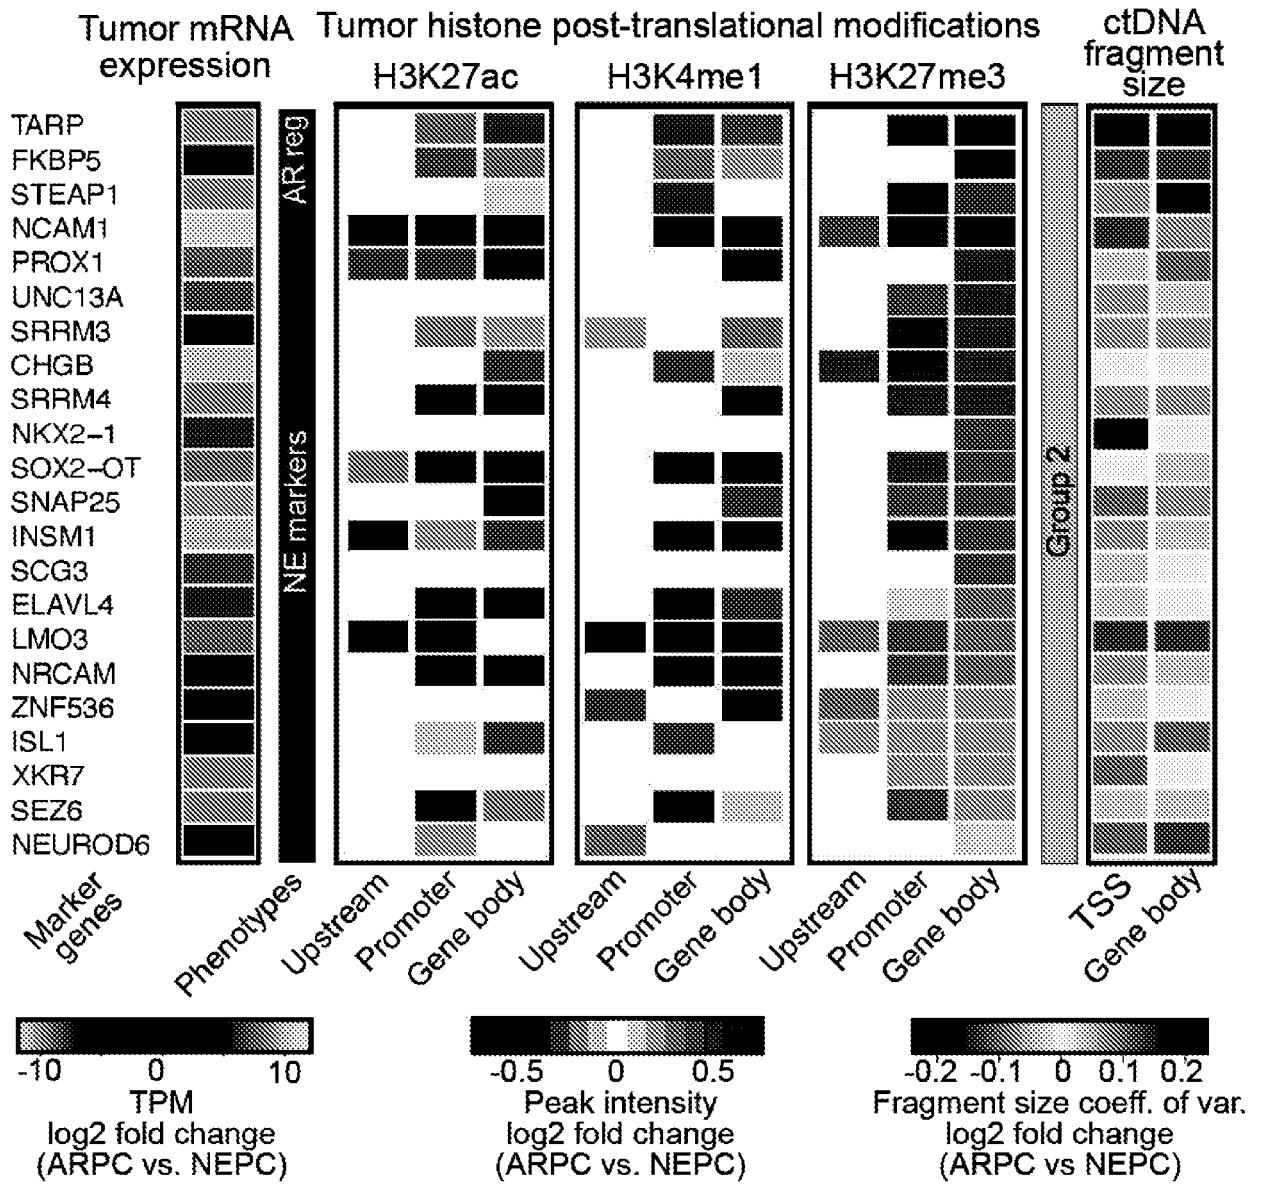 Tumor mRNA
expression
Tumor histone post-translational modifications
H3K27ac
H3K4me1
H3K27me3
ctDNA
fragment
size
TARP
FKBP5
STEAP1
NCAM1
PROX1
UNC13A
SRRM3
CHGB
SRRM4
NKX2-1
SOX2-OT
SNAP25
INSM1
SCG3
ELAVL4
LMO3
NRCAM
ZNF536
ISL1
XKR7
SEZ6
NEUROD6
AR reg
NE markers
Group 2
Marker
genes
Phenotypes
Upstream
Promoter
Gene body
Upstream
Promoter
Gene body
Upstream
Promoter
Gene body
TSS
Gene body
-10 0 10
TPM
log2 fold change
(ARPC vs. NEPC)
-0.5 0 0.5
Peak intensity
log2 fold change
(ARPC vs. NEPC)
-0.2 -0.1 0 0.1 0.2
Fragment size coeff. of var.
log2 fold change
(ARPC vs NEPC)